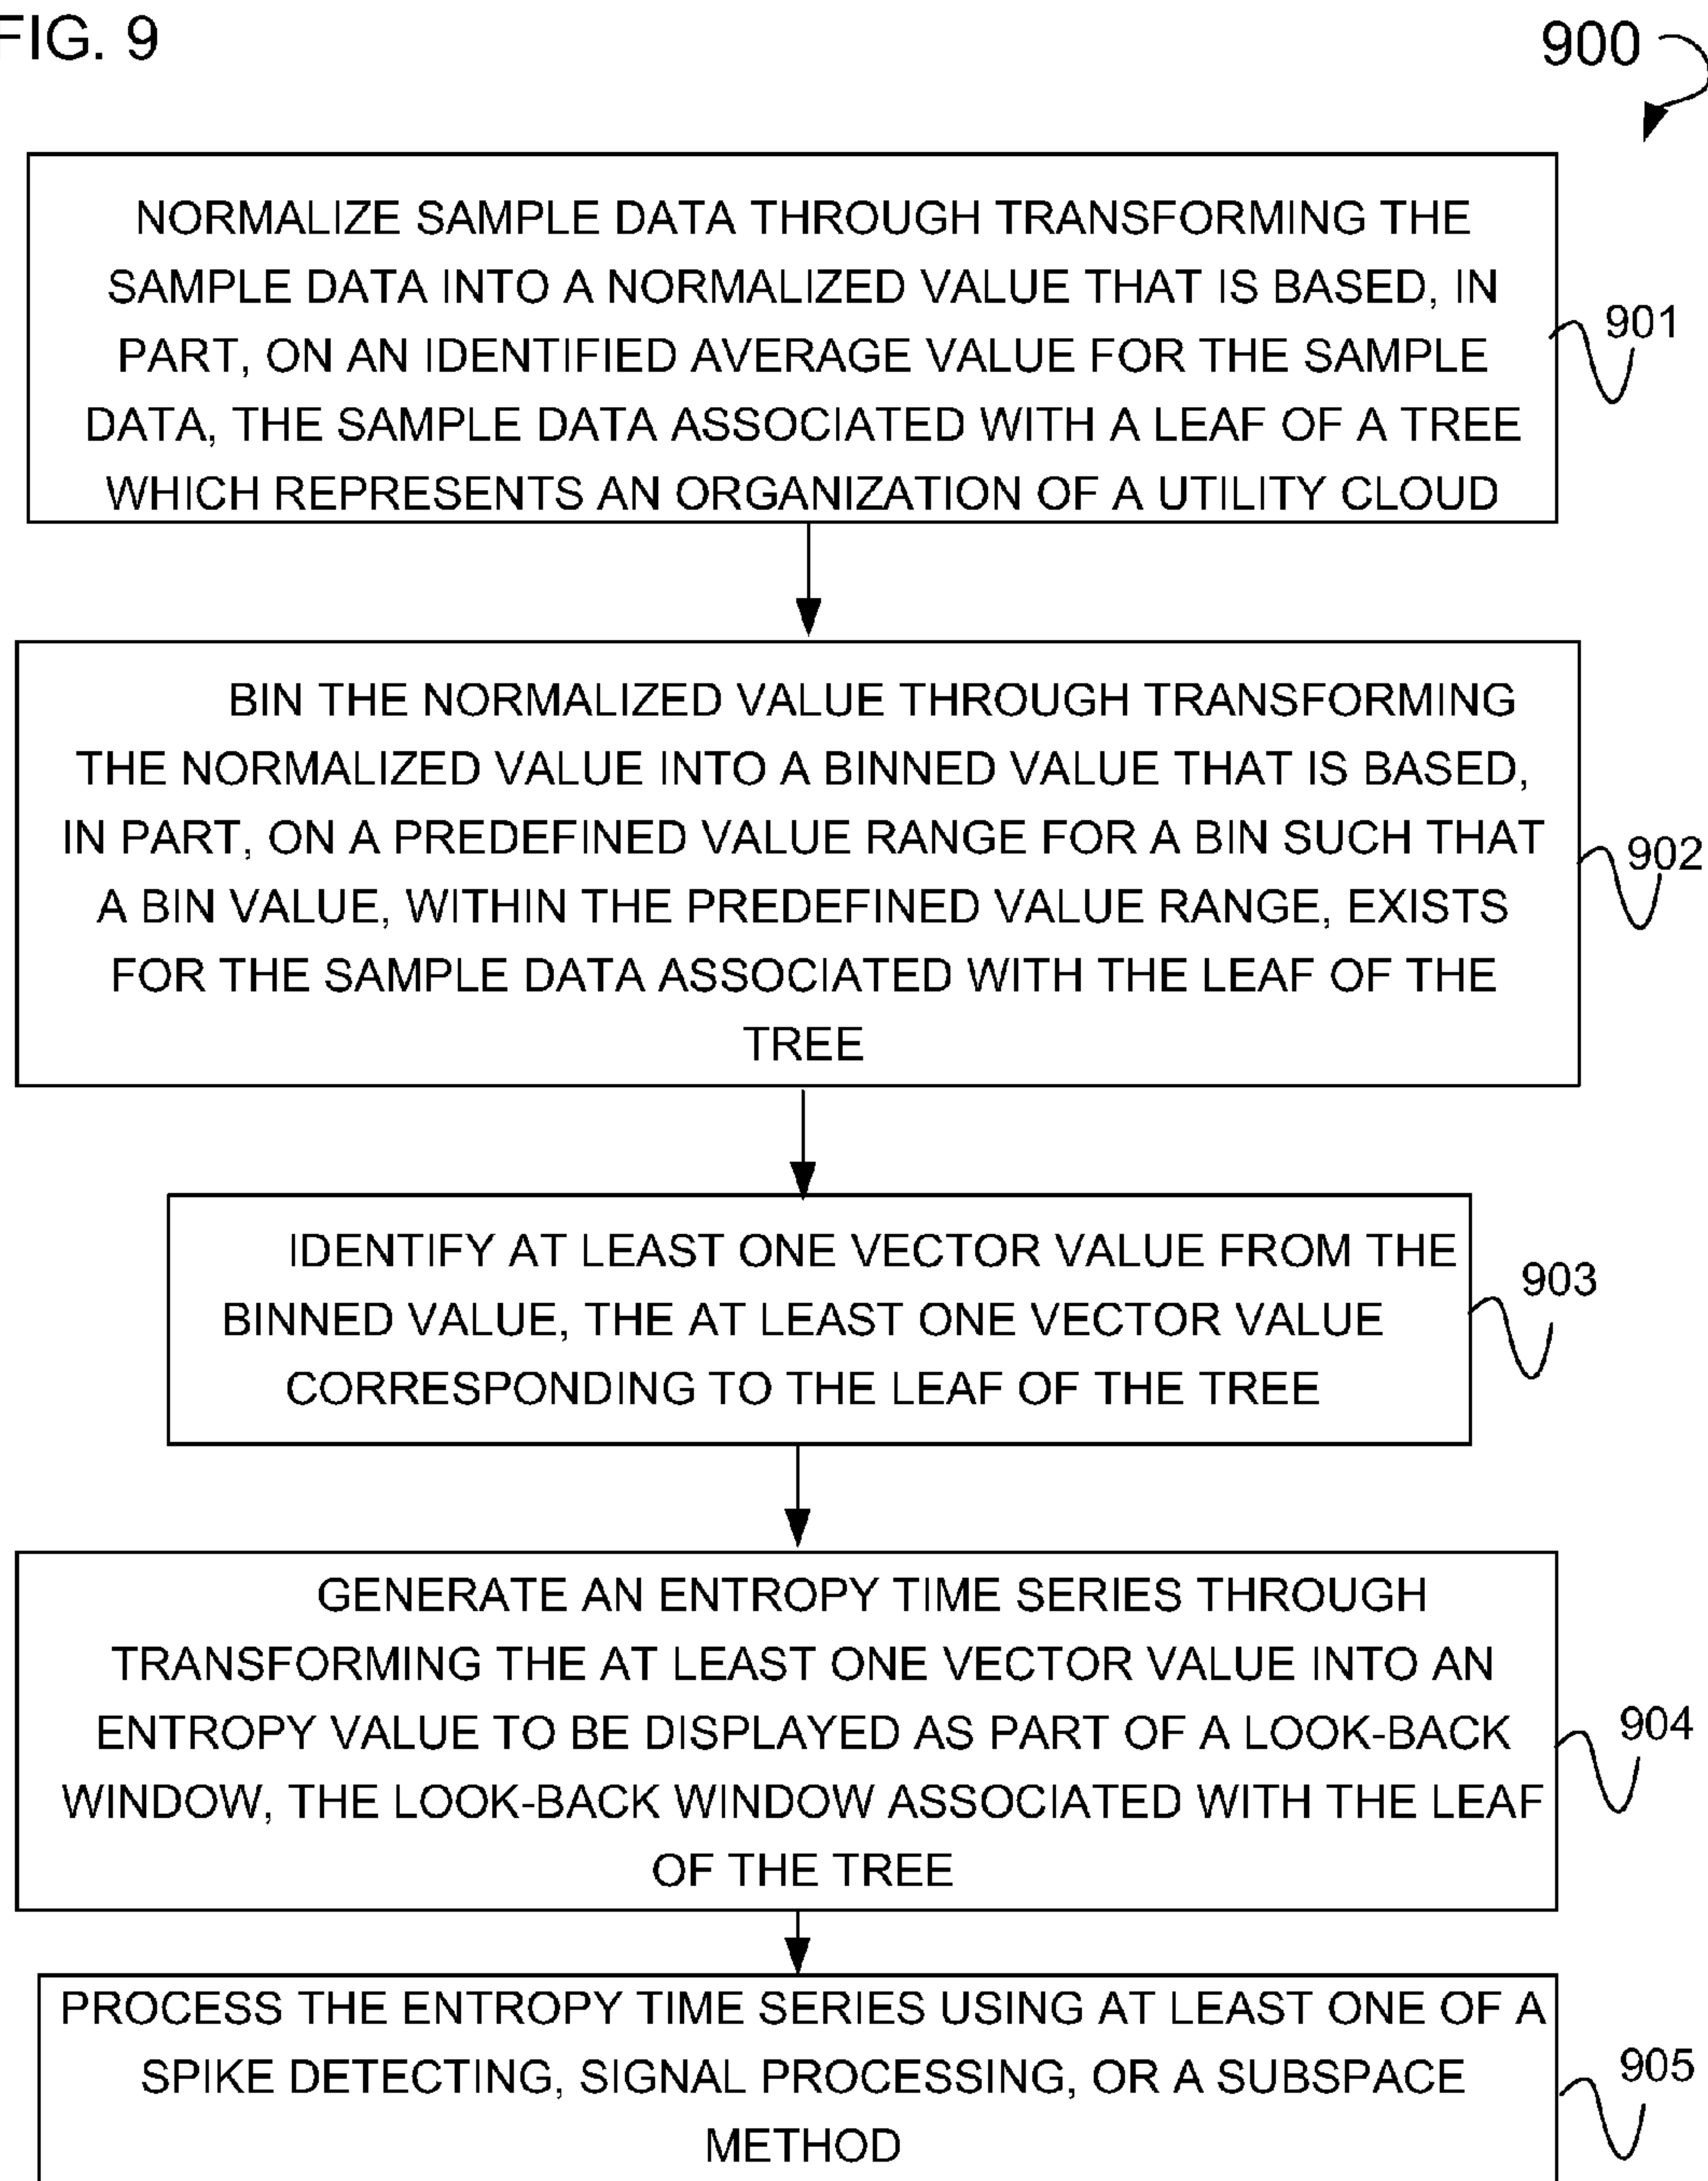 FIG. 9
900
NORMALIZE SAMPLE DATA THROUGH TRANSFORMING THE
SAMPLE DATA INTO A NORMALIZED VALUE THAT IS BASED, IN
PART, ON AN IDENTIFIED AVERAGE VALUE FOR THE SAMPLE
DATA, THE SAMPLE DATA ASSOCIATED WITH A LEAF OF A TREE
WHICH REPRESENTS AN ORGANIZATION OF A UTILITY CLOUD
901
BIN THE NORMALIZED VALUE THROUGH TRANSFORMING
THE NORMALIZED VALUE INTO A BINNED VALUE THAT IS BASED,
IN PART, ON A PREDEFINED VALUE RANGE FOR A BIN SUCH THAT
A BIN VALUE, WITHIN THE PREDEFINED VALUE RANGE, EXISTS
FOR THE SAMPLE DATA ASSOCIATED WITH THE LEAF OF THE
TREE
902
IDENTIFY AT LEAST ONE VECTOR VALUE FROM THE
BINNED VALUE, THE AT LEAST ONE VECTOR VALUE
CORRESPONDING TO THE LEAF OF THE TREE
903
GENERATE AN ENTROPY TIME SERIES THROUGH
TRANSFORMING THE AT LEAST ONE VECTOR VALUE INTO AN
ENTROPY VALUE TO BE DISPLAYED AS PART OF A LOOK-BACK
WINDOW, THE LOOK-BACK WINDOW ASSOCIATED WITH THE LEAF
OF THE TREE
904
PROCESS THE ENTROPY TIME SERIES USING AT LEAST ONE OF A
SPIKE DETECTING, SIGNAL PROCESSING, OR A SUBSPACE
METHOD
905